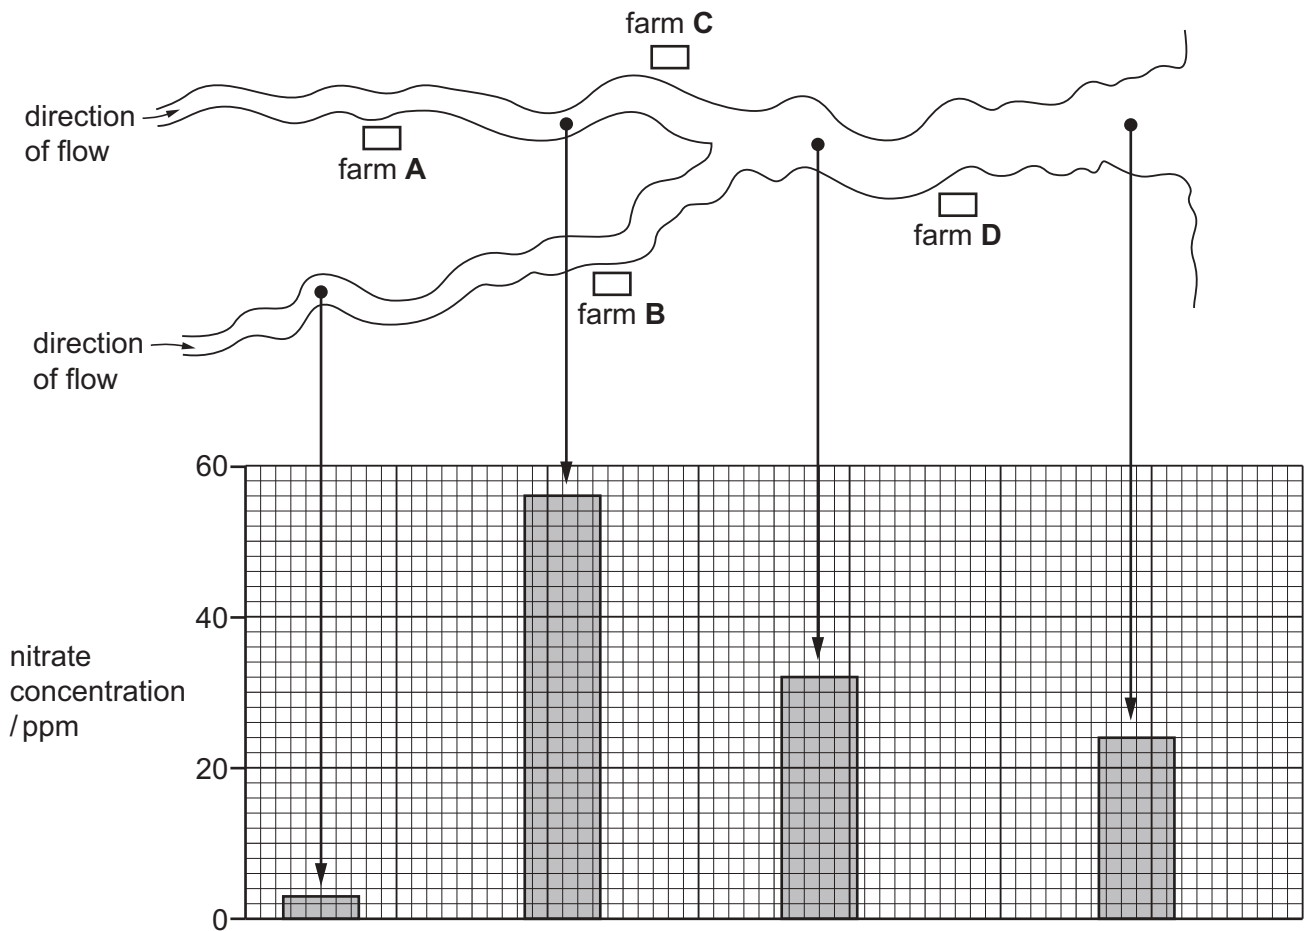 farm C
direction
of flow
farm A
farm D
farm B
direction
of flow
60
40
nitrate
concentration
/ ppm
20
0